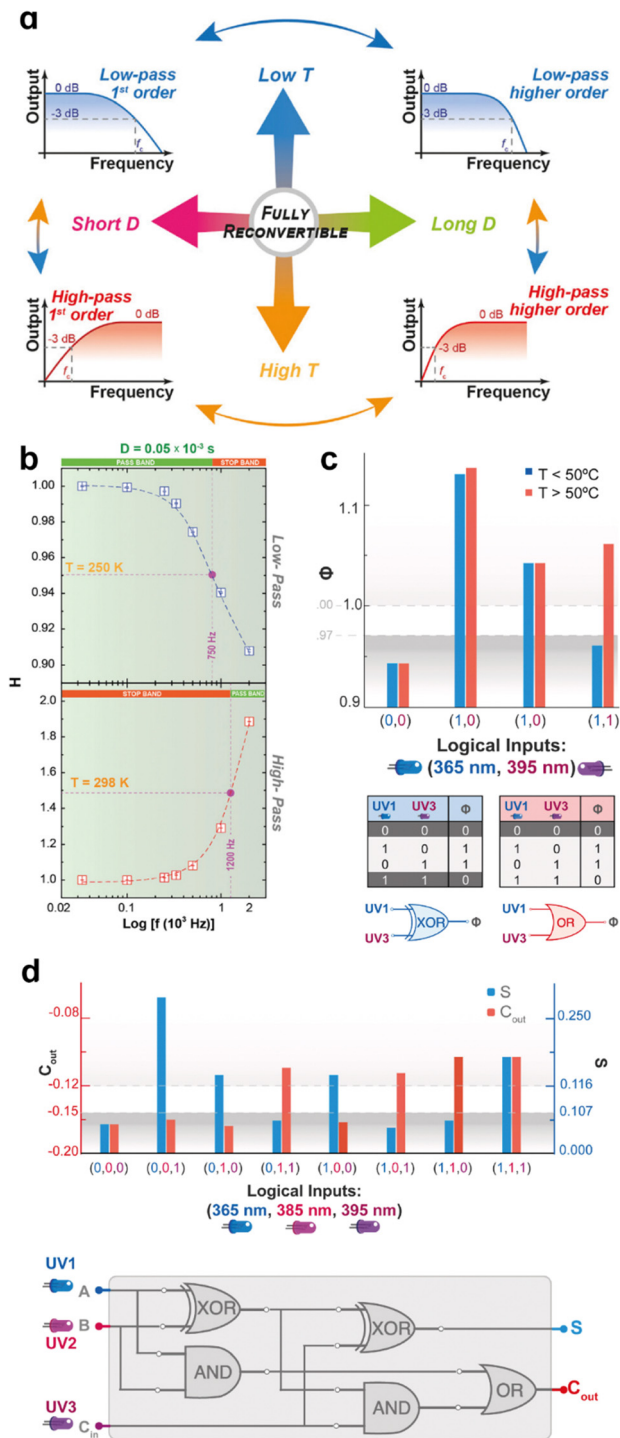 a
Low-pass
1st order
0 dB
-3 dB
fc
Output
Frequency
Low T
Low-pass
higher order
0 dB
3 dB
fc
Output
Frequency
Short D
FULLY
RECONVERTIBLE
Long D
High-pass
1st order
0 dB
-3 dB
fc
Output
Frequency
High T
High-pass
higher order
0 dB
-3 dB
fc
Output
Frequency
b
D = 0.05 x 10-3 s
PASS BAND STOP BAND
1.00
0.98
0.96
0.94
0.92
0.90
T = 250 K
750 Hz
Low- Pass
H
STOP BAND PASS BAND
2.0
1.8
1.6
1.4
1.2
1.0
T = 298 K
1200 Hz
High- Pass
0.02 0.1 1 2
Log [f (103 Hz)]
c
T < 50ºC
T > 50ºC
1.1
1.0
0.9
.00
.97
Φ
(0,0) (1,0) (1,0) (1,1)
Logical Inputs:
(365 nm, 395 nm)
UV1 UV3 Φ
0 0 0
1 0 1
0 1 1
1 1 0
UV1 UV3 Φ
0 0 0
1 0 1
0 1 1
1 1 0
UV1
UV3
XOR
Φ
UV1
UV3
OR
Φ
d
S
Cout
-0.08
-0.12
-0.15
-0.20
Cout
0.250
0.116
0.107
0.000
S
(0,0,0) (0,0,1) (0,1,0) (0,1,1) (1,0,0) (1,0,1) (1,1,0) (1,1,1)
Logical Inputs:
(365 nm, 385 nm, 395 nm)
UV1
A
B
UV2
UV3
Cin
XOR
AND
XOR
AND
OR
S
Cout